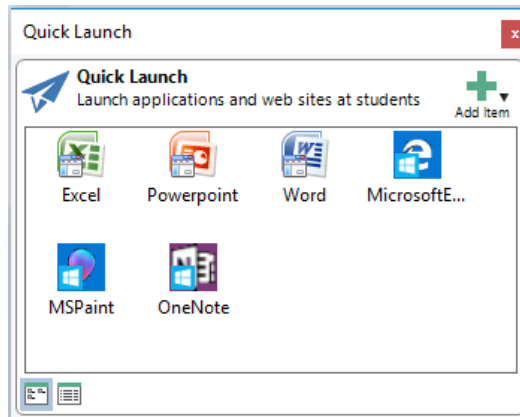 Quick Launch
x
Quick Launch
Launch applications and web sites at students
Add Item
Excel Powerpoint Word MicrosoftE...
MSPaint OneNote